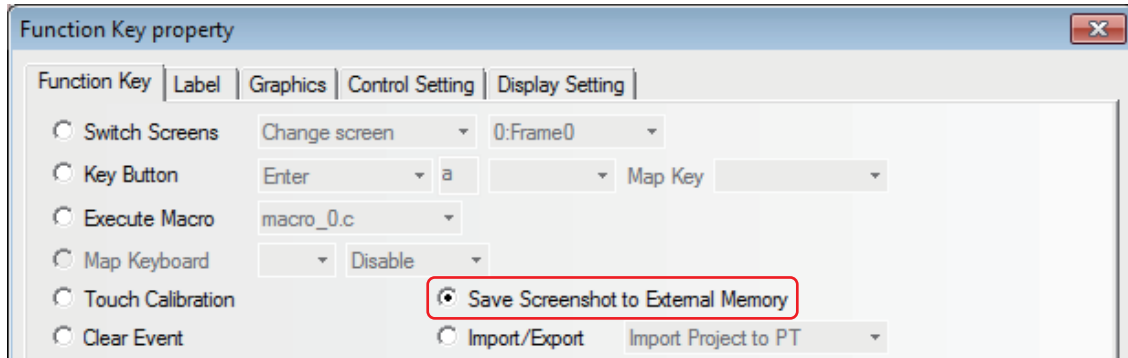 Function Key property
Function Key Label Graphics Control Setting Display Setting
Switch Screens Change screen 0:Frame0
Key Button Enter a Map Key
Execute Macro macro_0.c
Map Keyboard Disable
Touch Calibration Save Screenshot to External Memory
Clear Event Import/Export Import Project to PT